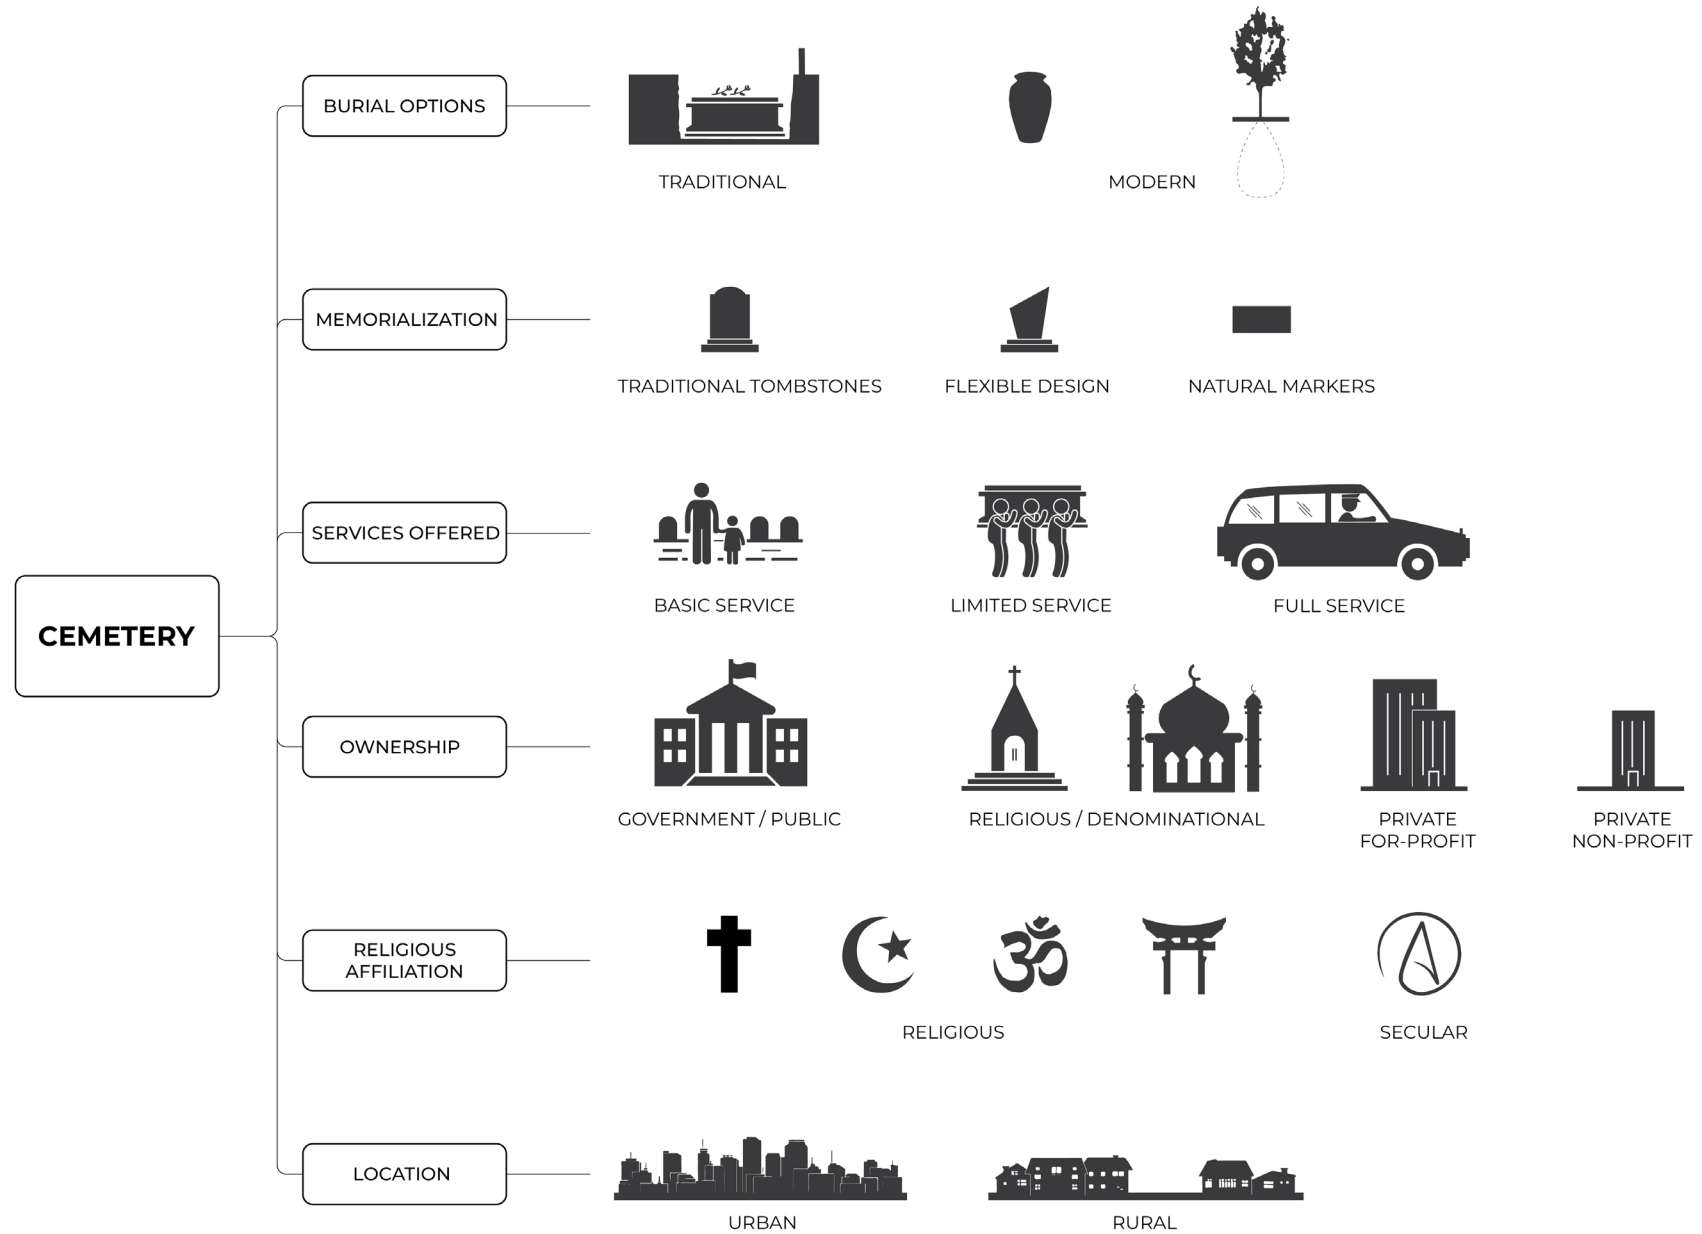 BURIAL OPTIONS
TRADITIONAL
MODERN
MEMORIALIZATION
TRADITIONAL TOMBSTONES
FLEXIBLE DESIGN
NATURAL MARKERS
SERVICES OFFERED
BASIC SERVICE
LIMITED SERVICE
FULL SERVICE
CEMETERY
OWNERSHIP
GOVERNMENT / PUBLIC
RELIGIOUS / DENOMINATIONAL
PRIVATE
FOR-PROFIT
PRIVATE
NON-PROFIT
RELIGIOUS
AFFILIATION
ॐ
RELIGIOUS
SECULAR
LOCATION
URBAN
RURAL